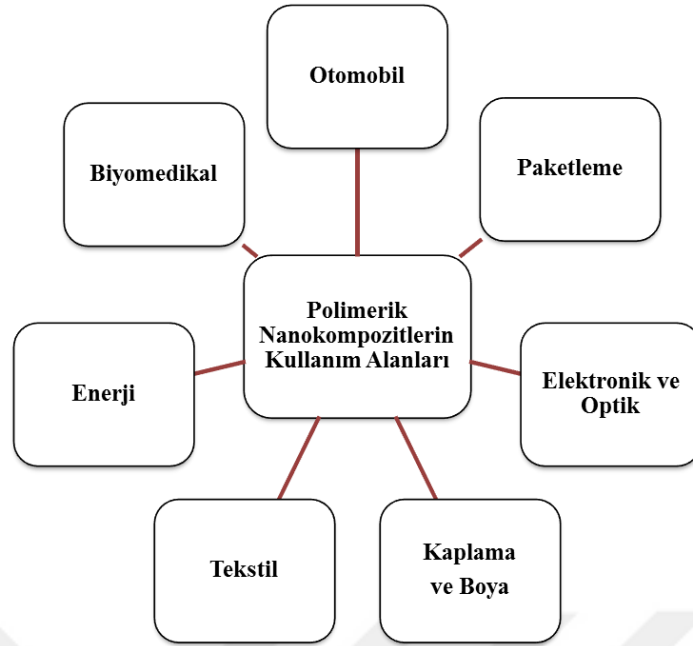 Otomobil
Biyomedikal
Paketleme
Polimerik
Nanokompozitlerin
Kullanım Alanları
Enerji
Elektronik ve
Optik
Tekstil
Kaplama
ve Boya